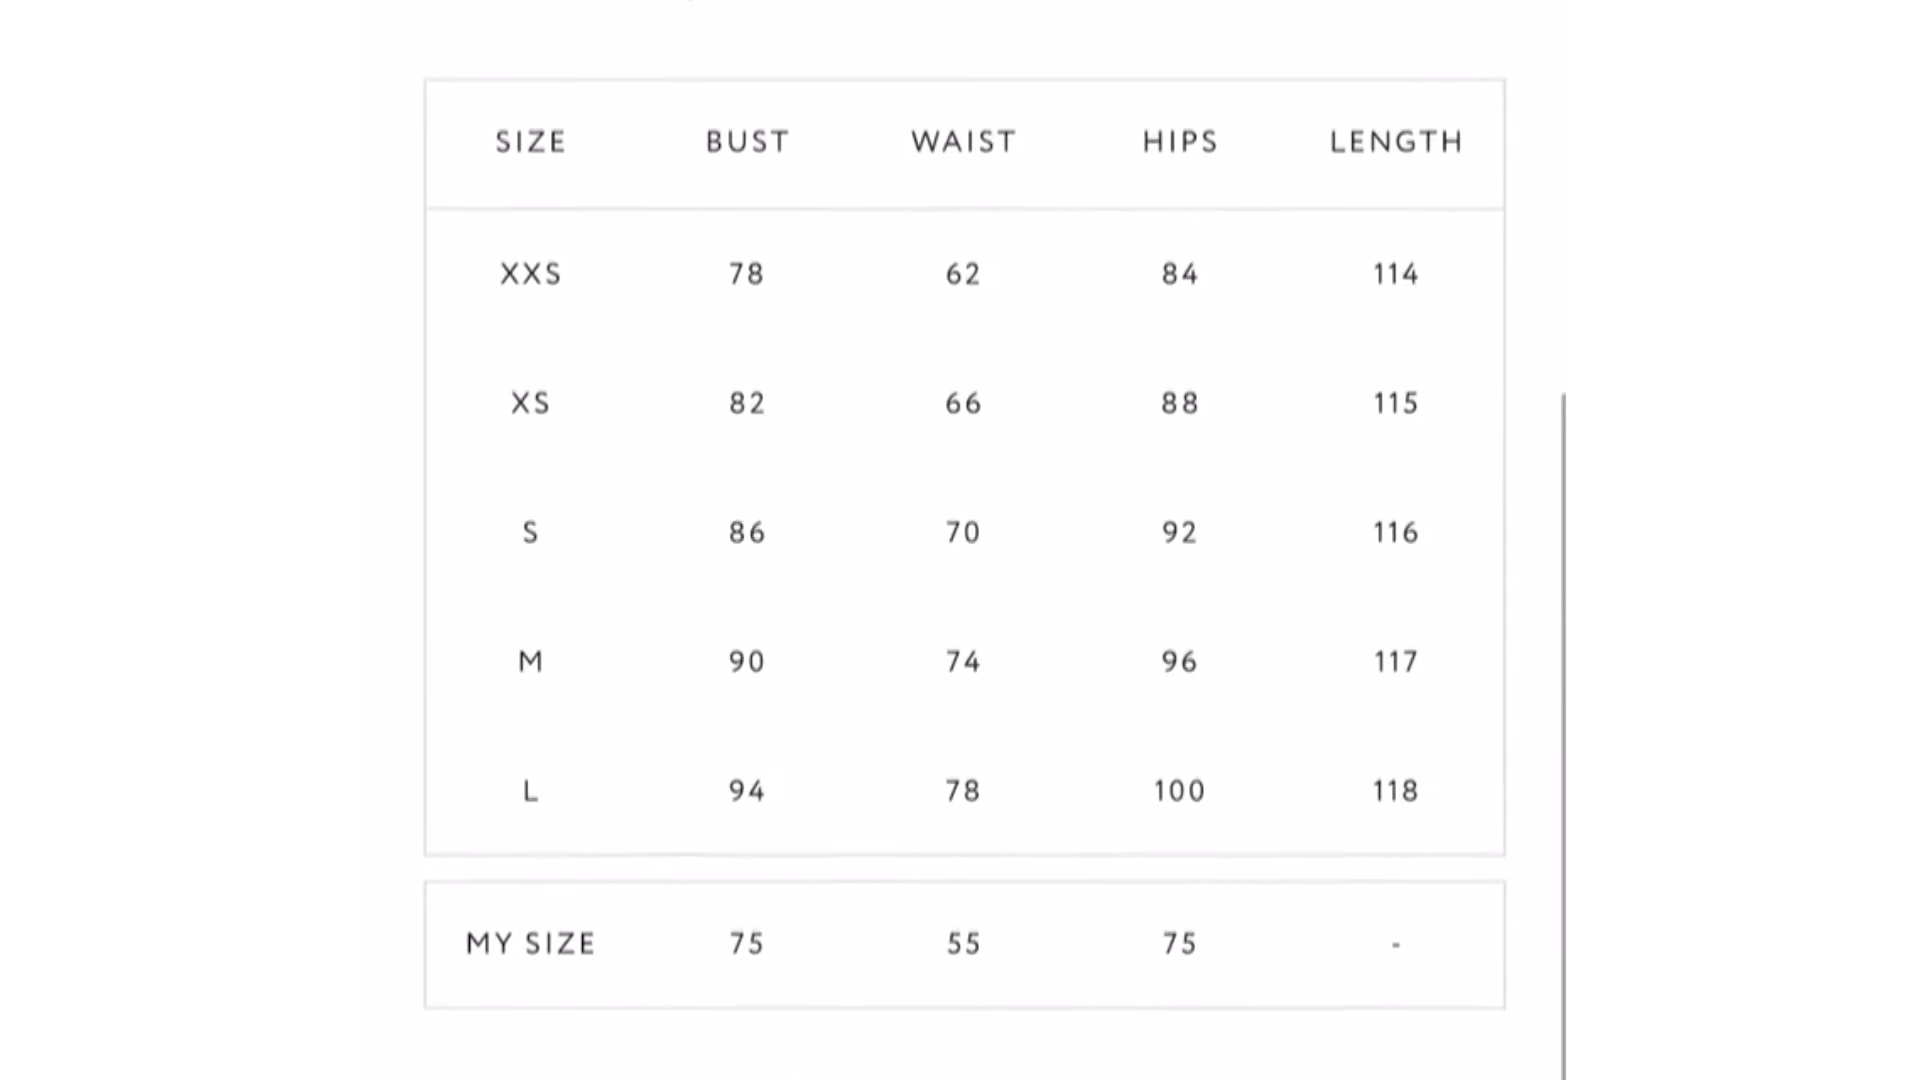 SIZE BUST WAIST HIPS LENGTH
XXS 78 62 84 114
XS 82 66 88 115
S 86 70 92 116
M 90 74 96 117
L 94 78 100 118
MY SIZE 75 55 75 -